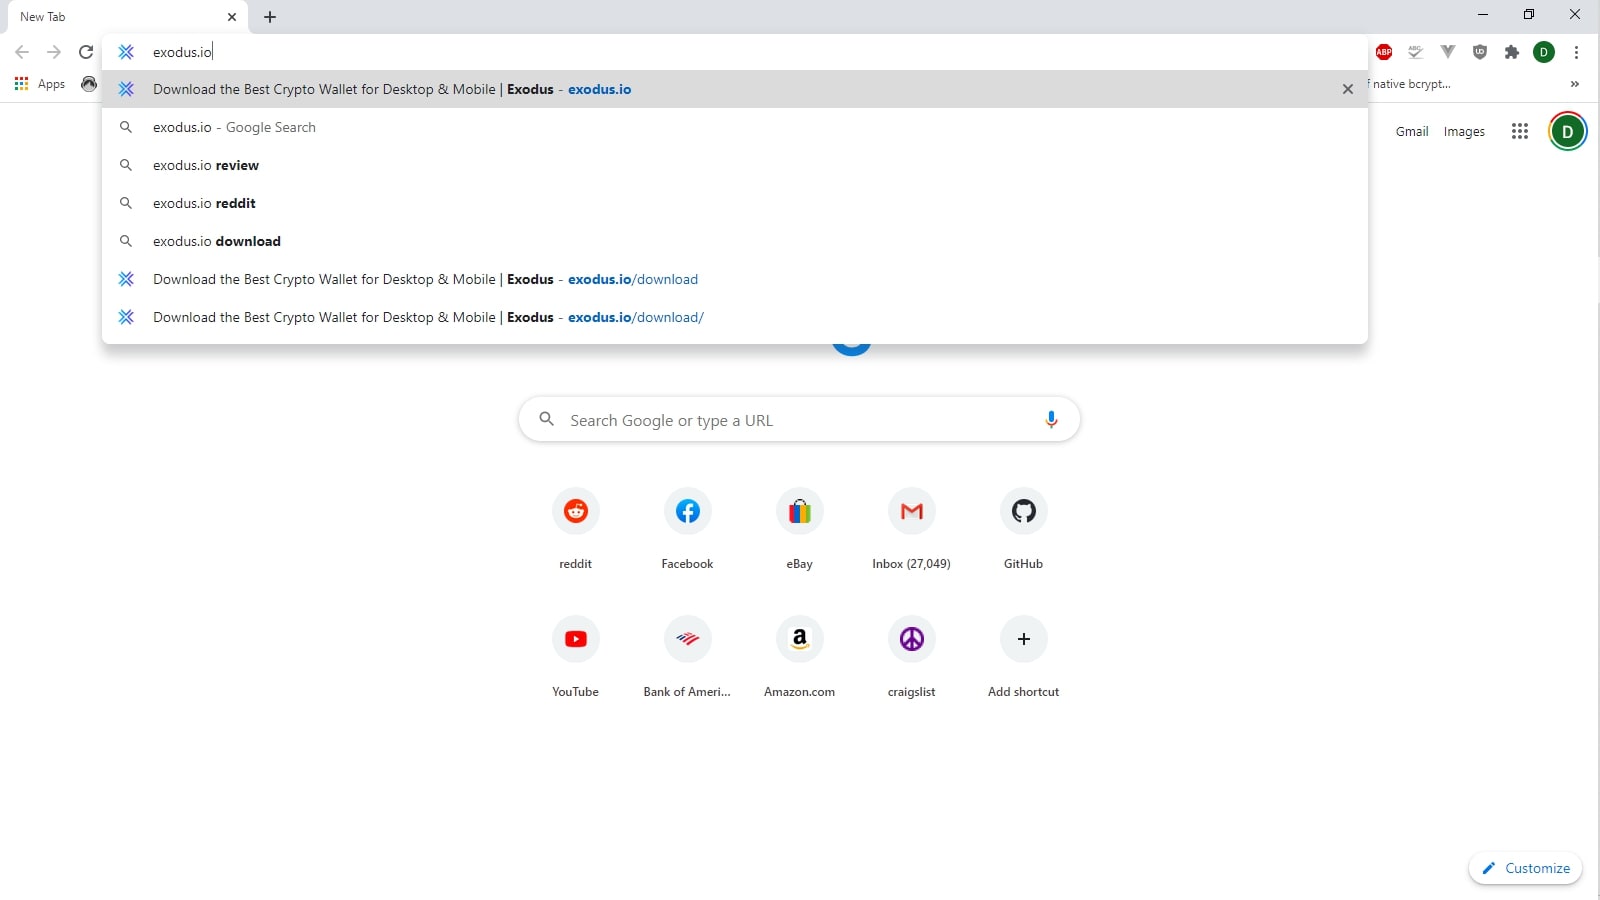 New Tab
exodus.io
ABP
ABC
D
Apps
f native bcrypt...
»
Download the Best Crypto Wallet for Desktop & Mobile | Exodus - exodus.io
exodus.io - Google Search
exodus.io review
exodus.io reddit
exodus.io download
Download the Best Crypto Wallet for Desktop & Mobile | Exodus - exodus.io/download
Download the Best Crypto Wallet for Desktop & Mobile | Exodus - exodus.io/download/
Gmail Images
D
Search Google or type a URL
reddit Facebook eBay Inbox (27,049) GitHub
YouTube Bank of Ameri... Amazon.com craigslist Add shortcut
Customize